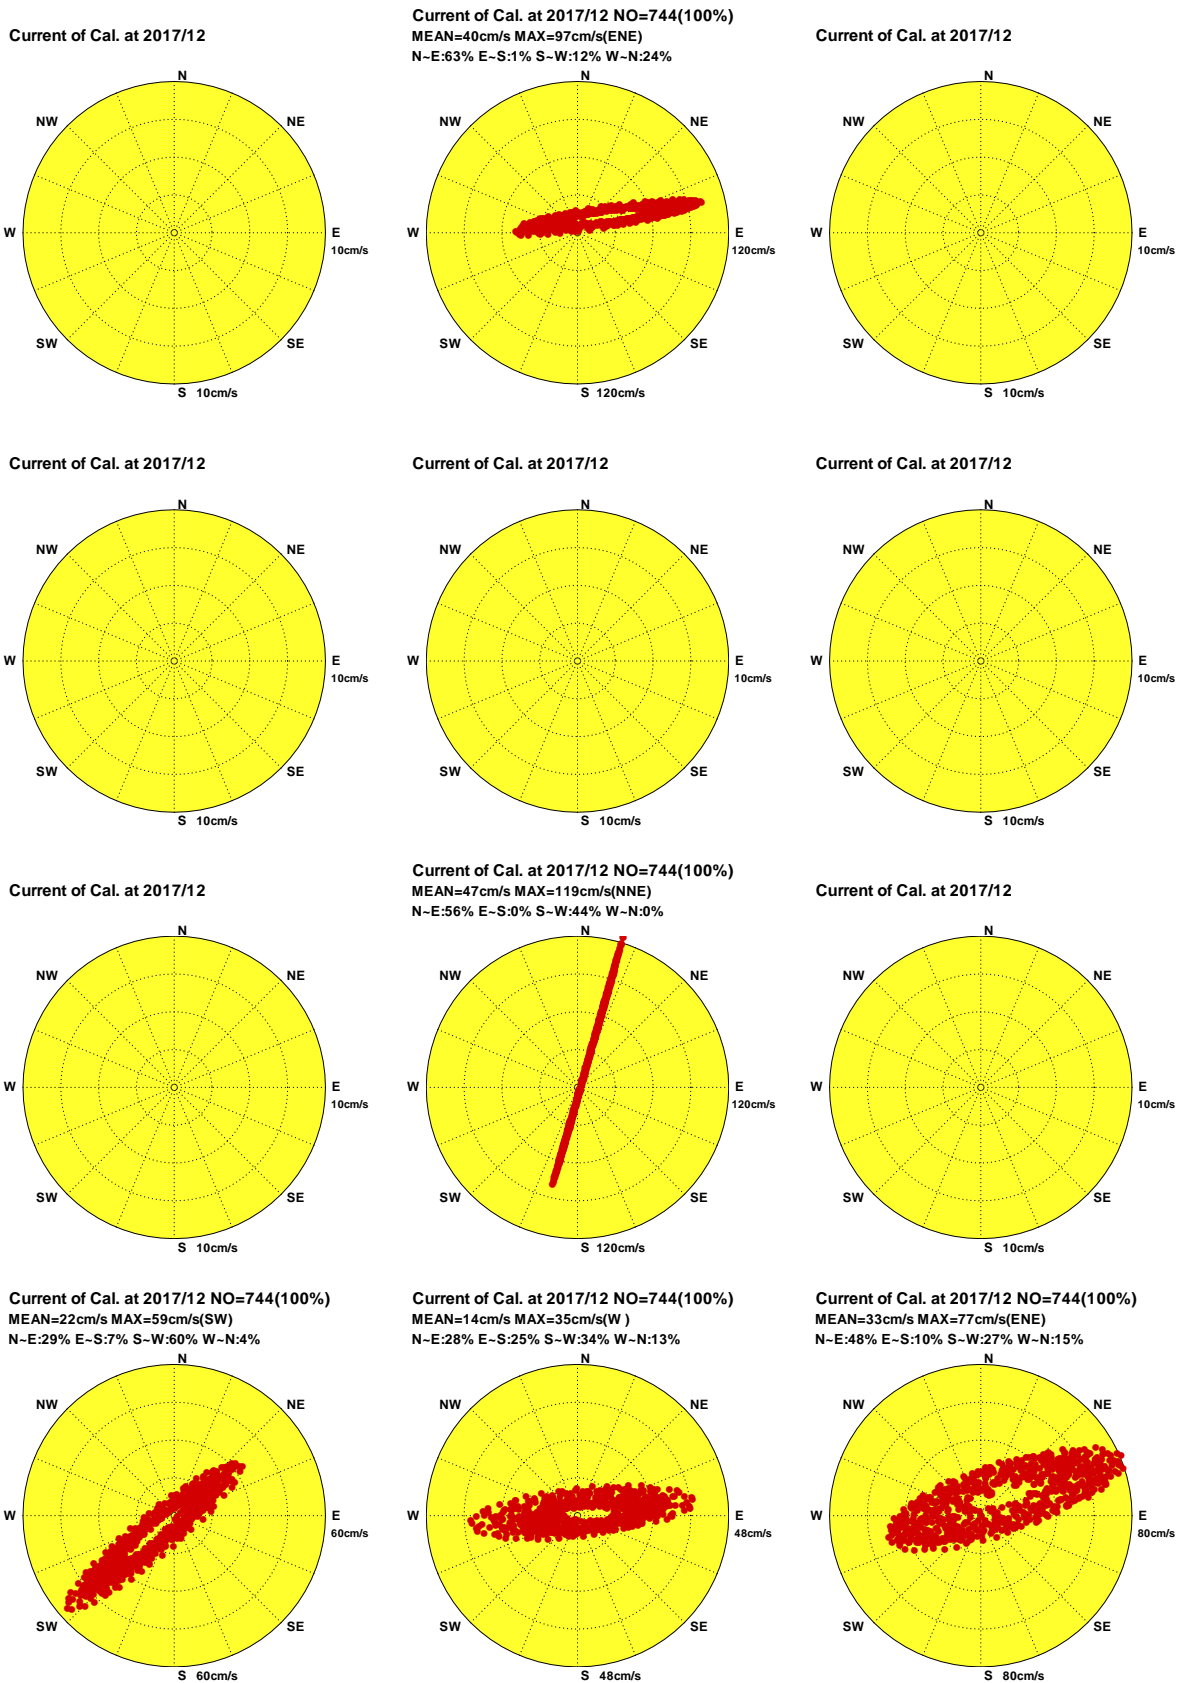 Current of Cal. at 2017/12
N
NW
NE
W
E
10cm/s
SW
SE
S 10cm/s
Current of Cal. at 2017/12 NO=744(100%)
MEAN=40cm/s MAX=97cm/s(ENE)
N~E:63% E~S:1% S~W:12% W~N:24%
N
NW
NE
W
E
120cm/s
SW
SE
S 120cm/s
Current of Cal. at 2017/12
N
NW
NE
W
E
10cm/s
SW
SE
S 10cm/s
Current of Cal. at 2017/12
N
NW
NE
W
E
10cm/s
SW
SE
S 10cm/s
Current of Cal. at 2017/12
N
NW
NE
W
E
10cm/s
SW
SE
S 10cm/s
Current of Cal. at 2017/12
N
NW
NE
W
E
10cm/s
SW
SE
S 10cm/s
Current of Cal. at 2017/12
N
NW
NE
W
E
10cm/s
SW
SE
S 10cm/s
Current of Cal. at 2017/12 NO=744(100%)
MEAN=47cm/s MAX=119cm/s(NNE)
N~E:56% E~S:0% S~W:44% W~N:0%
N
NW
NE
W
E
120cm/s
SW
SE
S 120cm/s
Current of Cal. at 2017/12
N
NW
NE
W
E
10cm/s
SW
SE
S 10cm/s
Current of Cal. at 2017/12 NO=744(100%)
MEAN=22cm/s MAX=59cm/s(SW)
N~E:29% E~S:7% S~W:60% W~N:4%
N
NW
NE
W
E
60cm/s
SW
SE
S 60cm/s
Current of Cal. at 2017/12 NO=744(100%)
MEAN=14cm/s MAX=35cm/s(W )
N~E:28% E~S:25% S~W:34% W~N:13%
N
NW
NE
W
E
48cm/s
SW
SE
S 48cm/s
Current of Cal. at 2017/12 NO=744(100%)
MEAN=33cm/s MAX=77cm/s(ENE)
N~E:48% E~S:10% S~W:27% W~N:15%
N
NW
NE
W
E
80cm/s
SW
SE
S 80cm/s